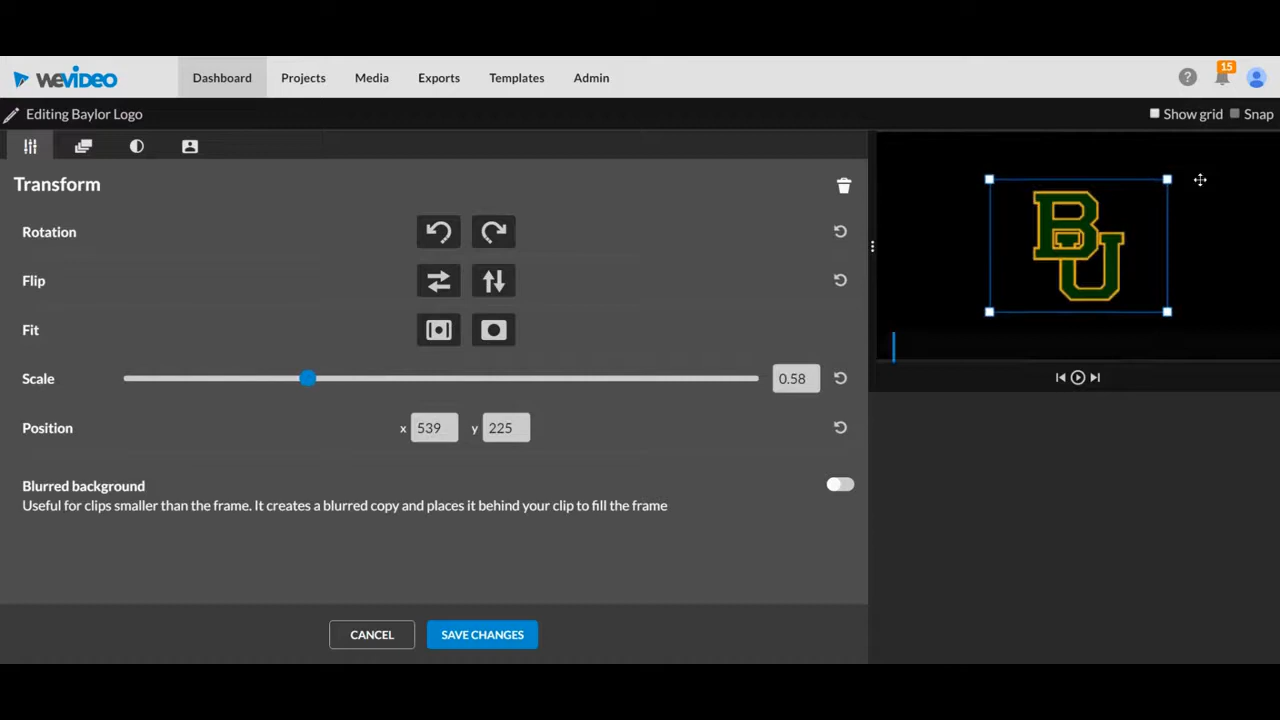 WEVIDEO Dashboard Projects Media Exports Templates Admin ? 15
Editing Baylor Logo Show grid Snap
Transform
Rotation
Flip
Fit
Scale 0.58
Position x 539 y 225
Blurred background
Useful for clips smaller than the frame. It creates a blurred copy and places it behind your clip to fill the frame
CANCEL SAVE CHANGES
BU